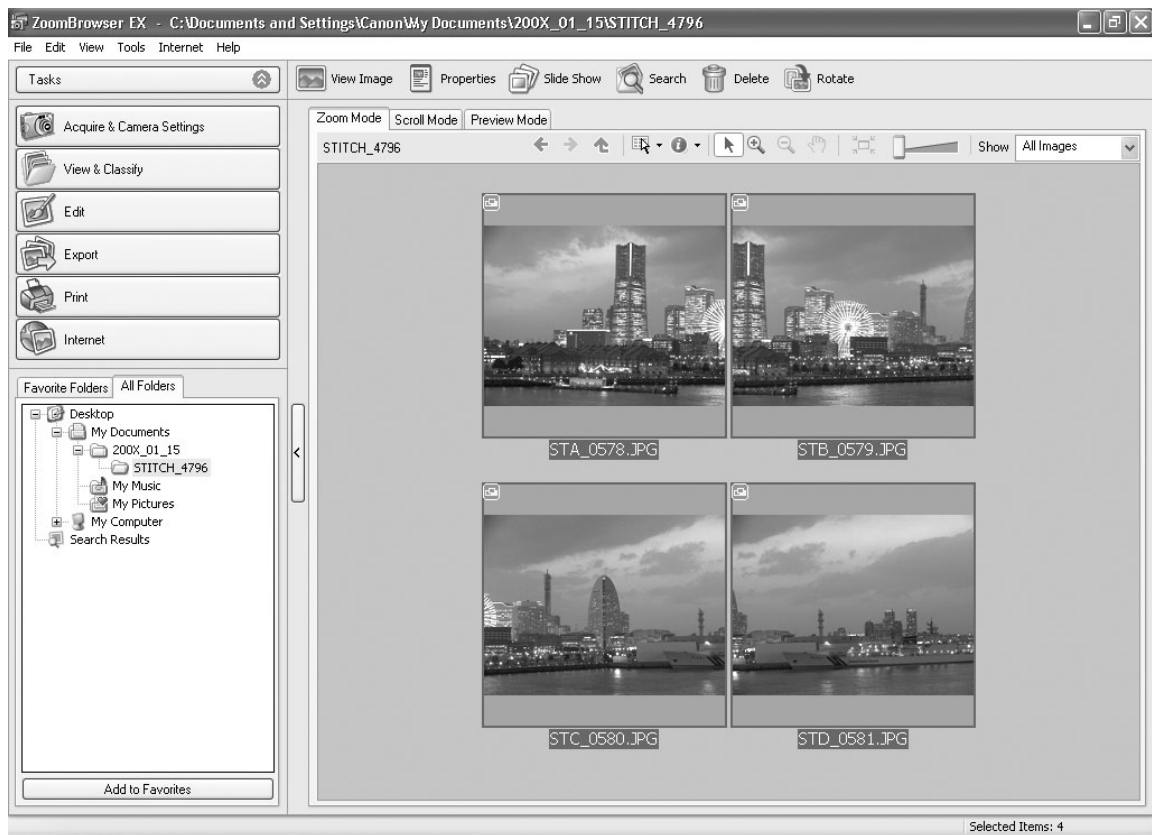 ZoomBrowser EX - C:\Documents and Settings\Canon\My Documents\200X_01_15\STITCH_4796
File Edit View Tools Internet Help
Tasks
View Image Properties Slide Show Search Delete Rotate
Acquire & Camera Settings
View & Classify
Edit
Export
Print
Internet
Zoom Mode Scroll Mode Preview Mode
STITCH_4796 Show All Images
Favorite Folders All Folders
Desktop
My Documents
200X_01_15
STITCH_4796
My Music
My Pictures
My Computer
Search Results
Add to Favorites
STA_0578.JPG STB_0579.JPG
STC_0580.JPG STD_0581.JPG
Selected Items: 4